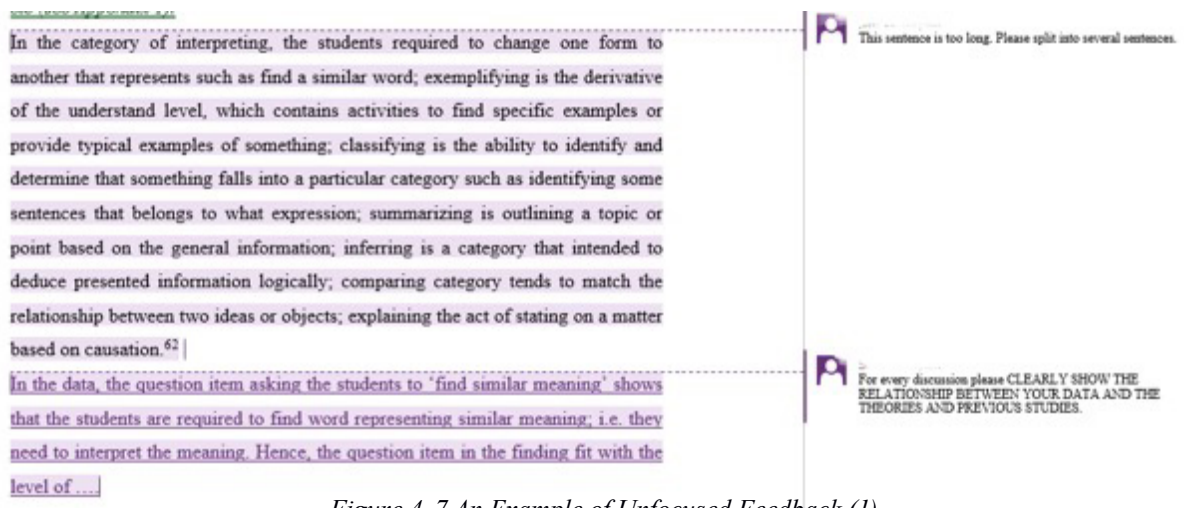 In the category of interpreting, the students required to change one form to
another that represents such as find a similar word; exemplifying is the derivative
of the understand level, which contains activities to find specific examples or
provide typical examples of something; classifying is the ability to identify and
determine that something falls into a particular category such as identifying some
sentences that belongs to what expression; summarizing is outlining a topic or
point based on the general information; inferring is a category that intended to
deduce presented information logically; comparing category tends to match the
relationship between two ideas or objects; explaining the act of stating on a matter
based on causation.62
This sentence is too long. Please split into several sentences.
In the data, the question item asking the students to 'find similar meaning' shows
that the students are required to find word representing similar meaning; i.e. they
need to interpret the meaning. Hence, the question item in the finding fit with the
level of ....
For every discussion please CLEARLY SHOW THE
RELATIONSHIP BETWEEN YOUR DATA AND THE
THEORIES AND PREVIOUS STUDIES.
Figure 4. 7 An Example of Unfocused Feedback (1)